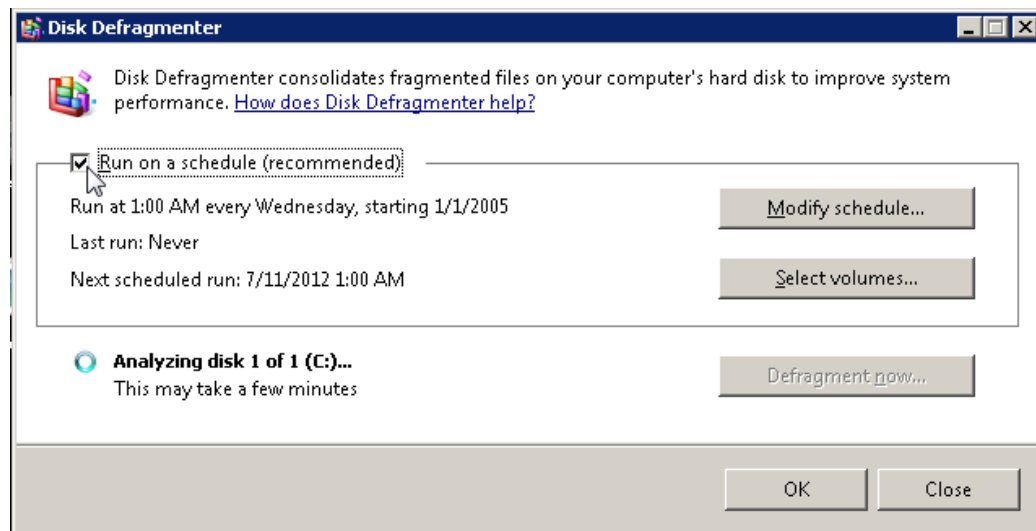 Disk Defragmenter
Disk Defragmenter consolidates fragmented files on your computer's hard disk to improve system
performance. How does Disk Defragmenter help?
Run on a schedule (recommended)
Run at 1:00 AM every Wednesday, starting 1/1/2005
Modify schedule...
Last run: Never
Next scheduled run: 7/11/2012 1:00 AM
Select volumes...
Analyzing disk 1 of 1 (C:)...
This may take a few minutes
Defragment now...
OK
Close